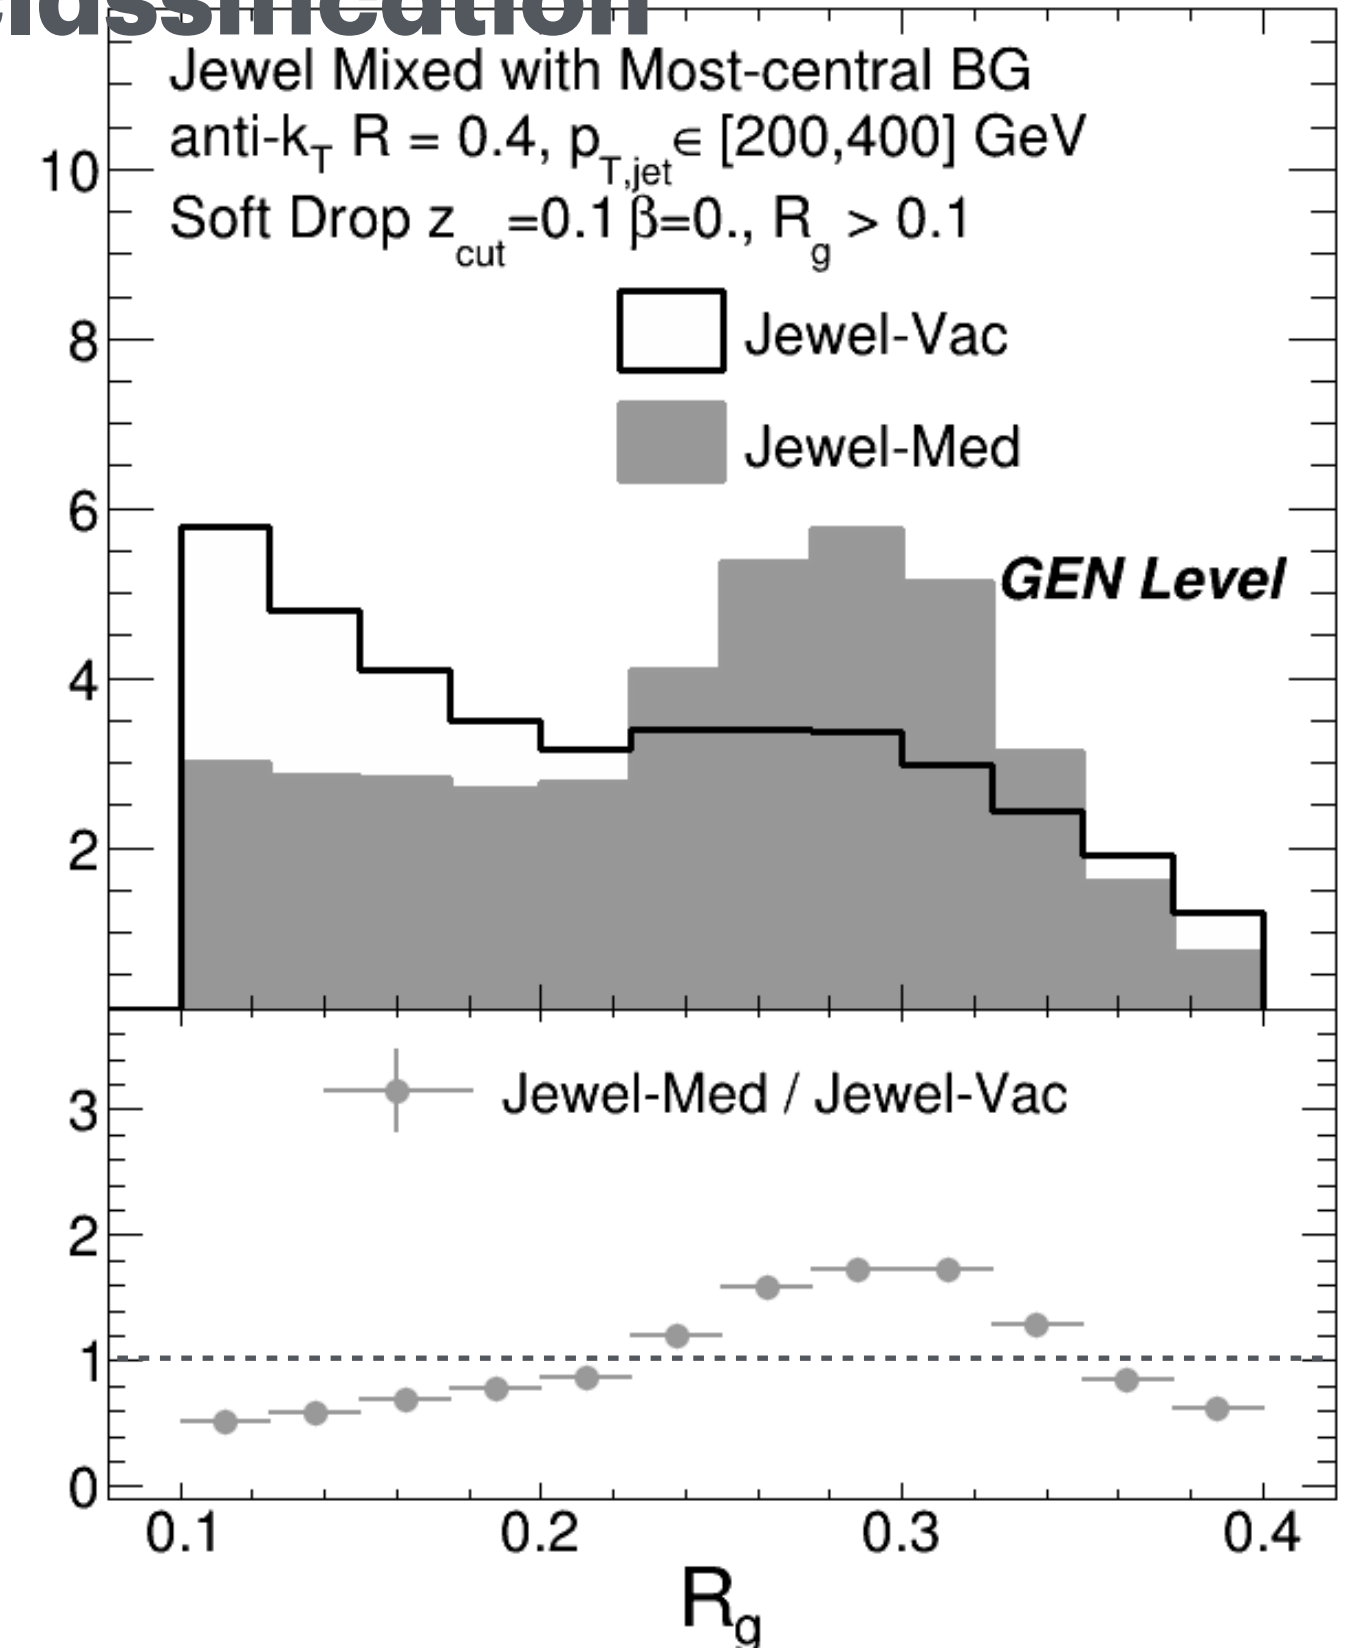 classification
Jewel Mixed with Most-central BG
anti-kT R = 0.4, pT,jet∈ [200,400] GeV
Soft Drop zcut=0.1 β=0., Rg > 0.1
Jewel-Vac
Jewel-Med
GEN Level
10
8
6
4
2
Jewel-Med / Jewel-Vac
3
2
1
0
0.1 0.2 0.3 0.4
Rg